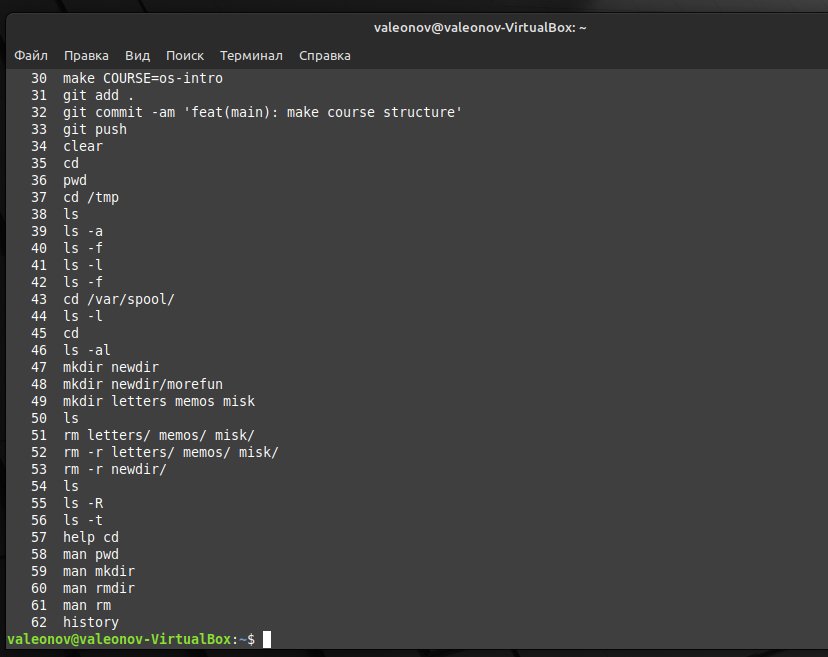 valeonov@valeonov-VirtualBox: ~
Файл Правка Вид Поиск Терминал Справка
30 make COURSE=os-intro
31 git add .
32 git commit -am 'feat(main): make course structure'
33 git push
34 clear
35 cd
36 pwd
37 cd /tmp
38 ls
39 ls -a
40 ls -f
41 ls -l
42 ls -f
43 cd /var/spool/
44 ls -l
45 cd
46 ls -al
47 mkdir newdir
48 mkdir newdir/morefun
49 mkdir letters memos misk
50 ls
51 rm letters/ memos/ misk/
52 rm -r letters/ memos/ misk/
53 rm -r newdir/
54 ls
55 ls -R
56 ls -t
57 help cd
58 man pwd
59 man mkdir
60 man rmdir
61 man rm
62 history
valeonov@valeonov-VirtualBox:~$